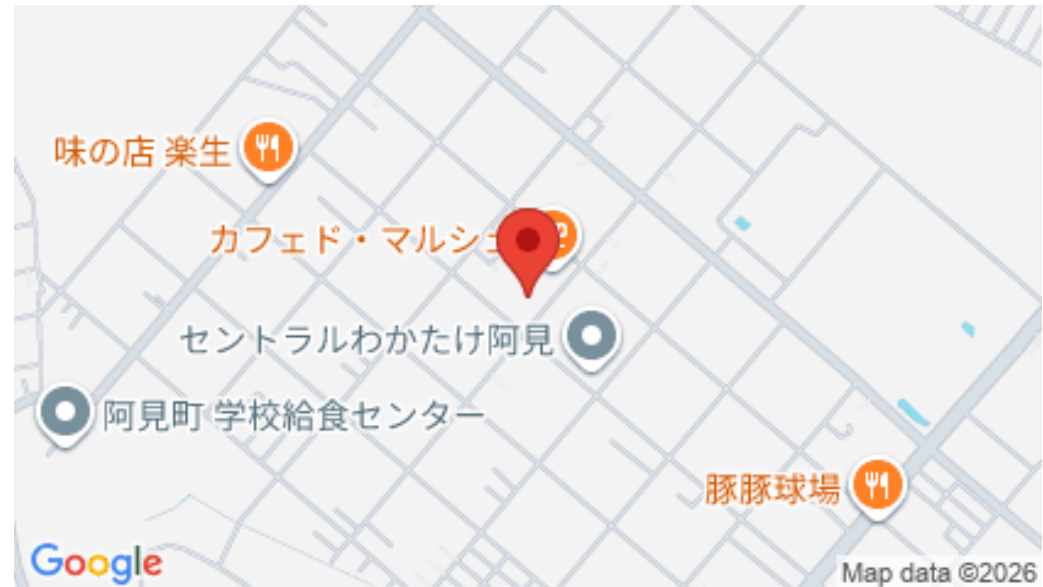 味の店 楽生
カフェド・マルシェ
セントラルわかたけ阿見
阿見町 学校給食センター
豚豚球場
Google
Map data ©2026